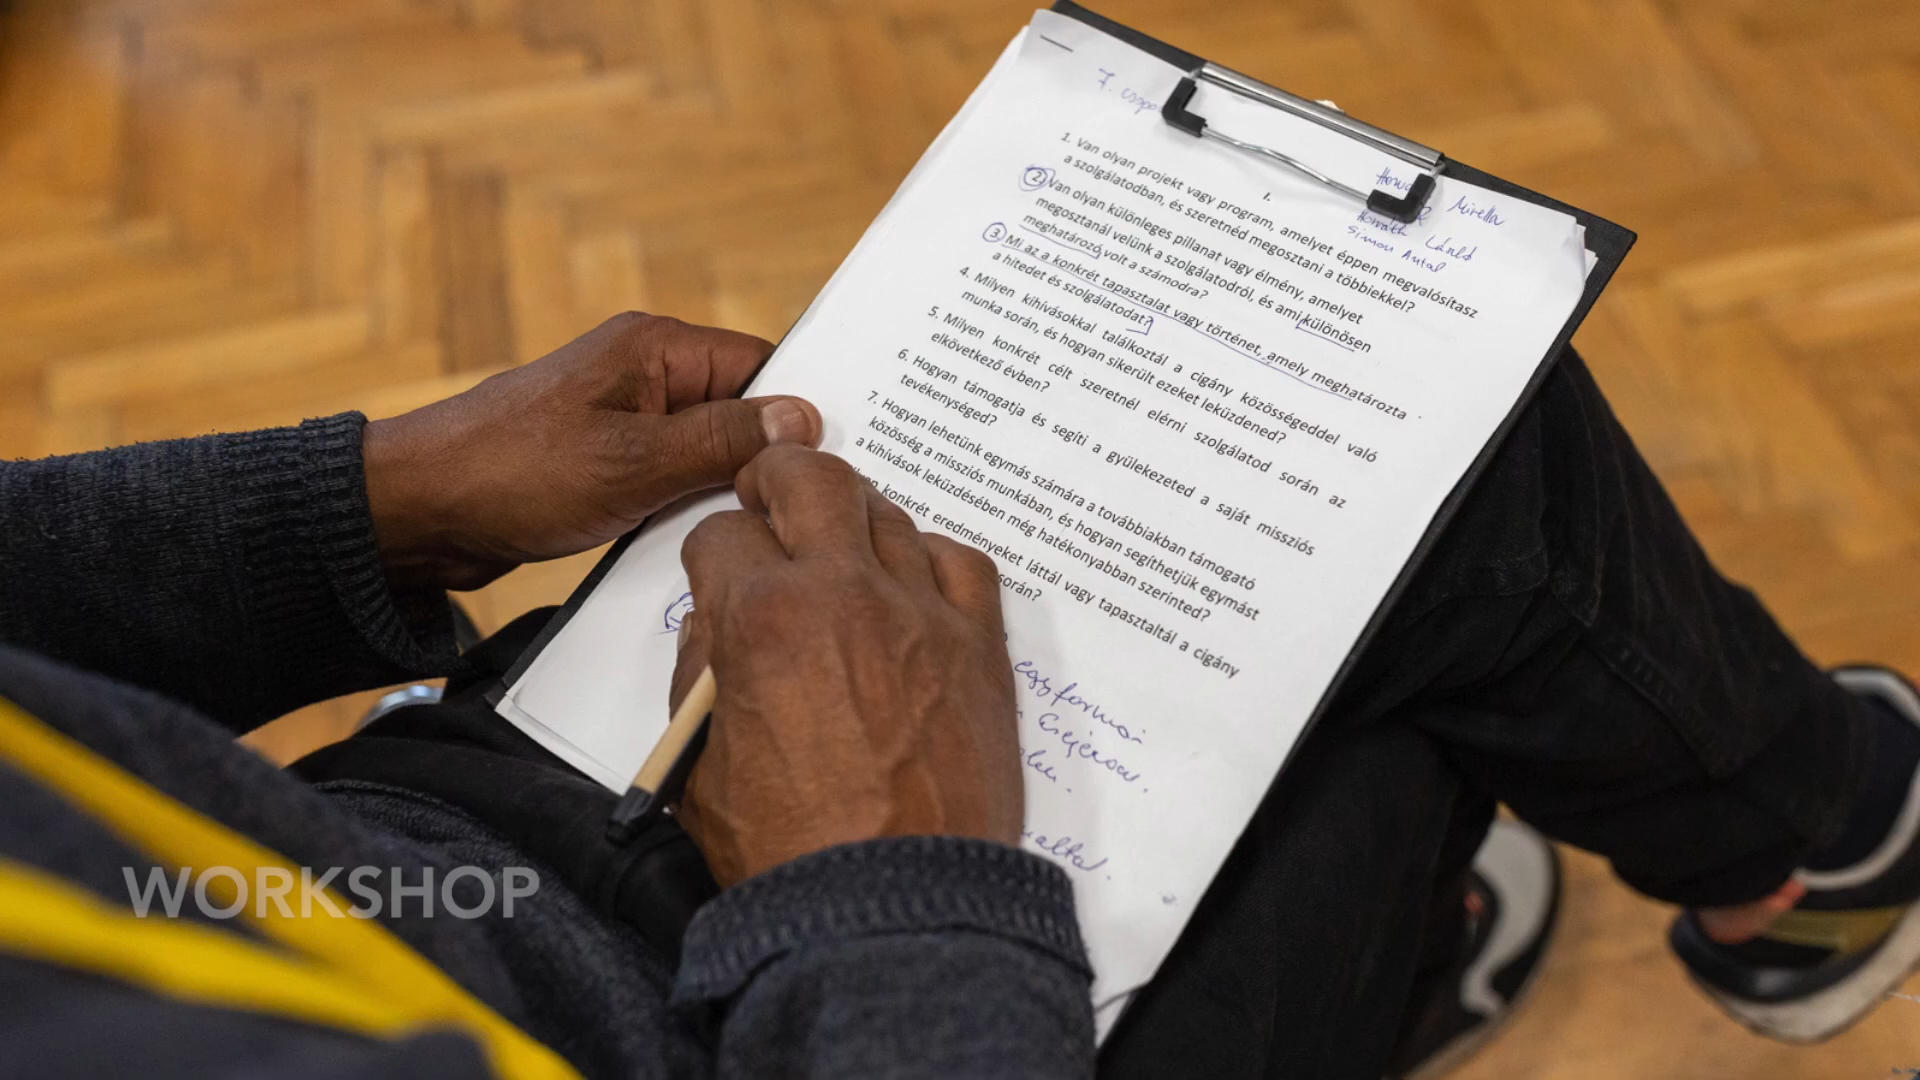 7. csopo
Mirella
Horváth László
Simon Antal
I.
1. Van olyan projekt vagy program, amelyet éppen megvalósítasz
a szolgálatodban, és szeretnéd megosztani a többiekkel?
2. Van olyan különleges pillanat vagy élmény, amelyet
megosztanál velünk a szolgálatodról, és ami különösen
meghatározó volt a számodra?
3. Mi az a konkrét tapasztalat vagy történet, amely meghatározta
a hitedet és szolgálatodat?
4. Milyen kihívásokkal találkoztál a cigány közösségeddel való
munka során, és hogyan sikerült ezeket leküzdened?
5. Milyen konkrét célt szeretnél elérni szolgálatod során az
elkövetkező évben?
6. Hogyan támogatja és segíti a gyülekezeted a saját missziós
tevékenységed?
7. Hogyan lehetünk egymás számára a továbbiakban támogató
közösség a missziós munkában, és hogyan segíthetjük egymást
a kihívások leküzdésében még hatékonyabban szerinted?
konkrét eredményeket láttál vagy tapasztaltál a cigány
során?
WORKSHOP